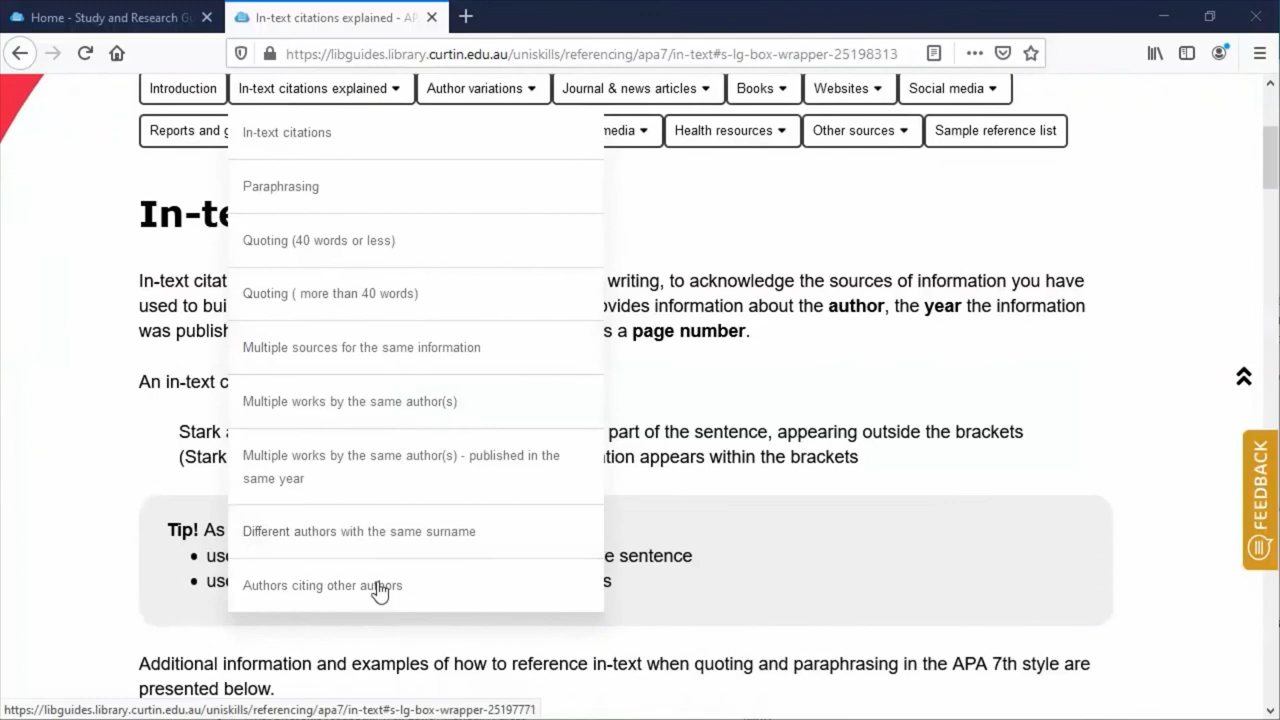 Home - Study and Research G
In-text citations explained - AP
https://libguides.library.curtin.edu.au/uniskills/referencing/apa7/in-text#s-lg-box-wrapper-25198313
Introduction
In-text citations explained
Author variations
Journal & news articles
Books
Websites
Social media
Reports and g
media
Health resources
Other sources
Sample reference list
In-text citations
Paraphrasing
Quoting (40 words or less)
Quoting ( more than 40 words)
Multiple sources for the same information
Multiple works by the same author(s)
Multiple works by the same author(s) - published in the
same year
Different authors with the same surname
Authors citing other authors
In-te
In-text citat writing, to acknowledge the sources of information you have
used to bui ovides information about the author, the year the information
was publish s a page number.
An in-text c
Stark part of the sentence, appearing outside the brackets
(Stark tion appears within the brackets
Tip! As
use e sentence
use s
FEEDBACK
Additional information and examples of how to reference in-text when quoting and paraphrasing in the APA 7th style are
presented below.
https://libguides.library.curtin.edu.au/uniskills/referencing/apa7/in-text#s-lg-box-wrapper-25197771